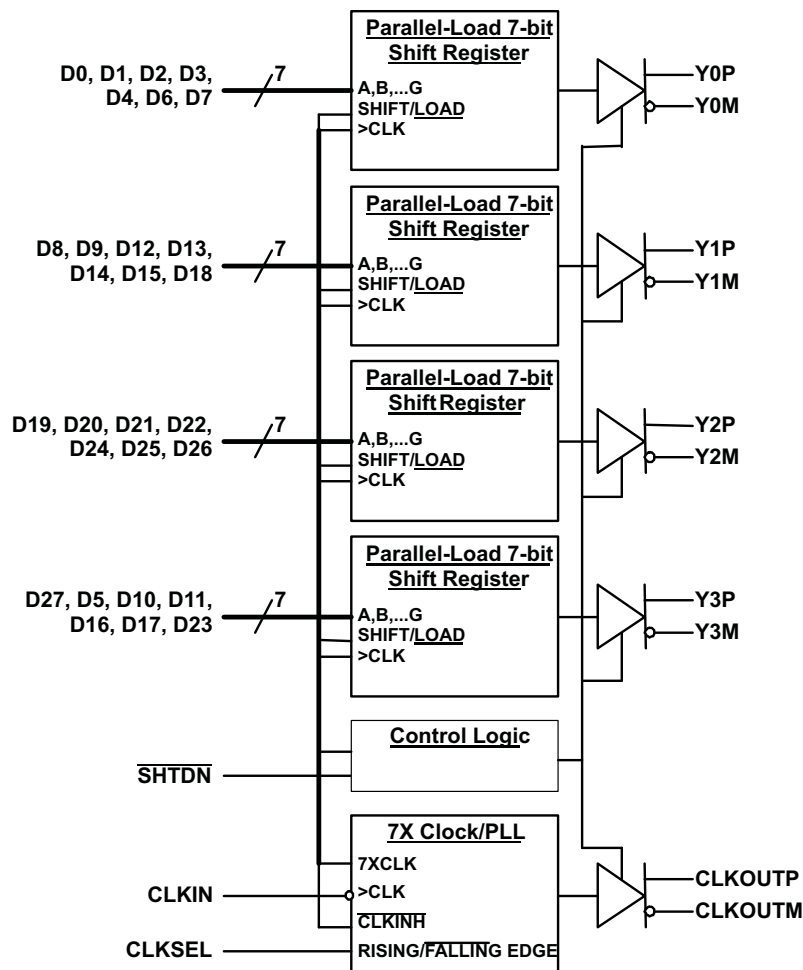 Parallel-Load 7-bit
Shift Register
D0, D1, D2, D3,
D4, D6, D7
7
A,B,...G
SHIFT/LOAD
>CLK
Y0P
Y0M
Parallel-Load 7-bit
Shift Register
D8, D9, D12, D13,
D14, D15, D18
7
A,B,...G
SHIFT/LOAD
>CLK
Y1P
Y1M
Parallel-Load 7-bit
Shift Register
D19, D20, D21, D22,
D24, D25, D26
7
A,B,...G
SHIFT/LOAD
>CLK
Y2P
Y2M
Parallel-Load 7-bit
Shift Register
D27, D5, D10, D11,
D16, D17, D23
7
A,B,...G
SHIFT/LOAD
>CLK
Y3P
Y3M
Control Logic
SHTDN
7X Clock/PLL
7XCLK
CLKIN
>CLK
CLKINH
CLKSEL
RISING/FALLING EDGE
CLKOUTP
CLKOUTM